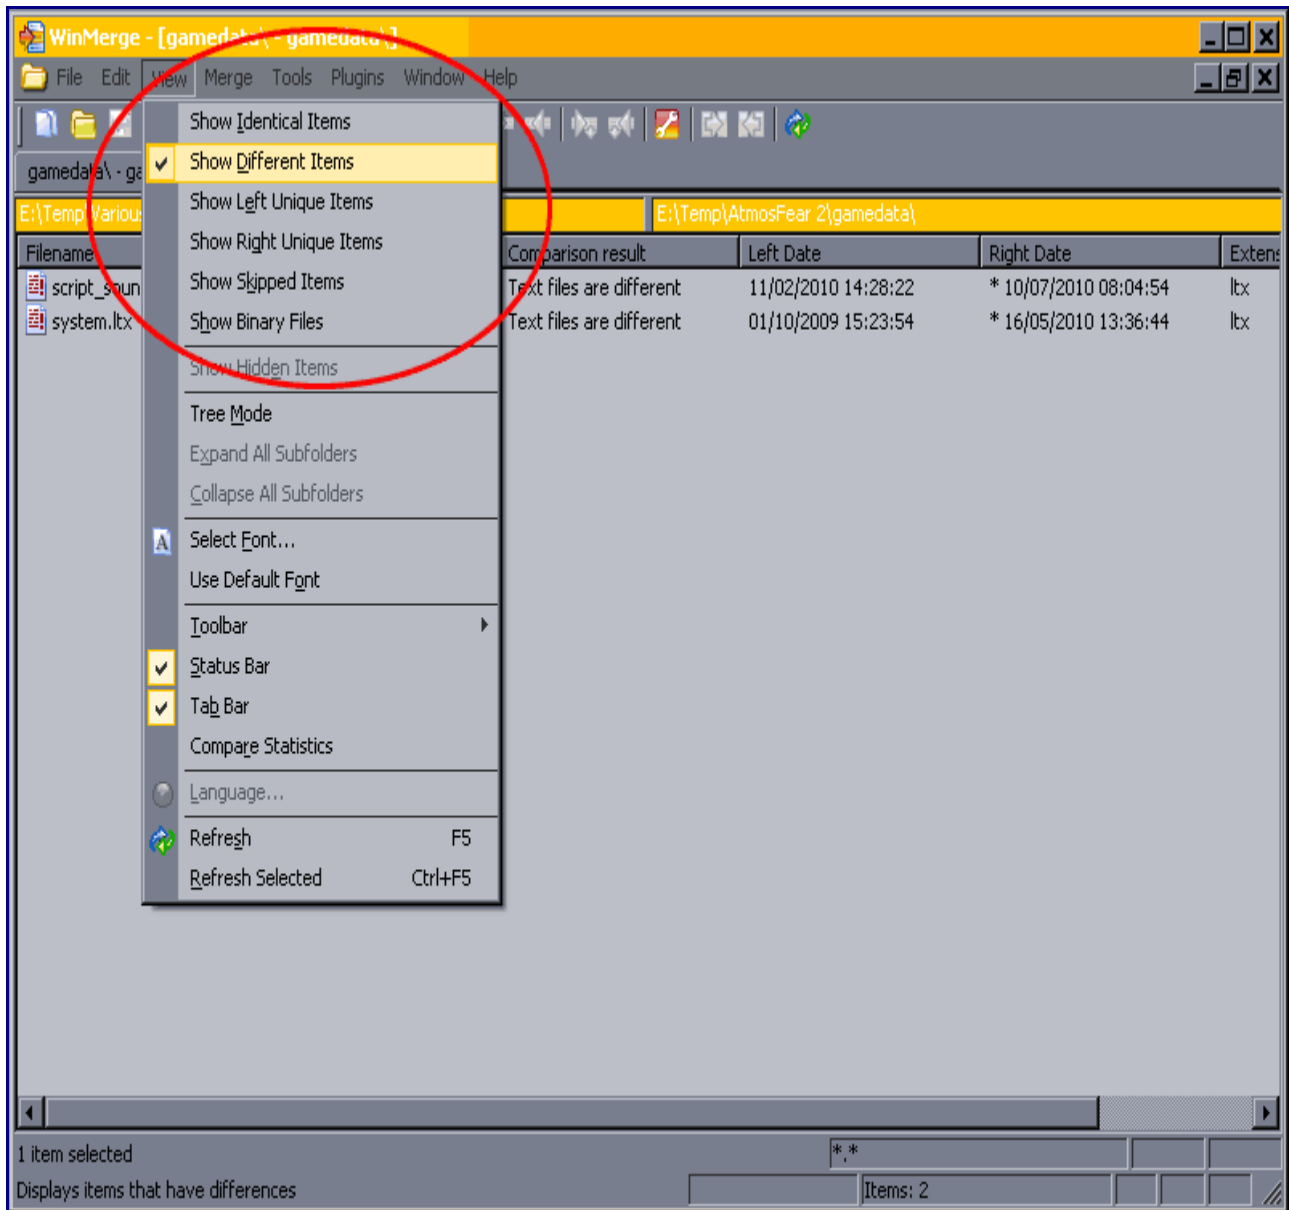 WinMerge - [gamedata\ - gamedata\]
File Edit View Merge Tools Plugins Window Help
gamedata\ -
E:\Temp\Various E:\Temp\AtmosFear 2\gamedata\
Filename Comparison result Left Date Right Date
Text files are different 11/02/2010 14:28:22 * 10/07/2010 08:04:54 ltx
system.ltx Text files are different 01/10/2009 15:23:54 * 16/05/2010 13:36:44 ltx
Show Identical Items
Show Different Items
Show Left Unique Items
Show Right Unique Items
Show Skipped Items
Show Binary Files
Show Hidden Items
Tree Mode
Expand All Subfolders
Collapse All Subfolders
Select Font...
Use Default Font
Toolbar
Status Bar
Tab Bar
Compare Statistics
Language...
Refresh F5
Refresh Selected Ctrl+F5
1 item selected *.*
Displays items that have differences Items: 2